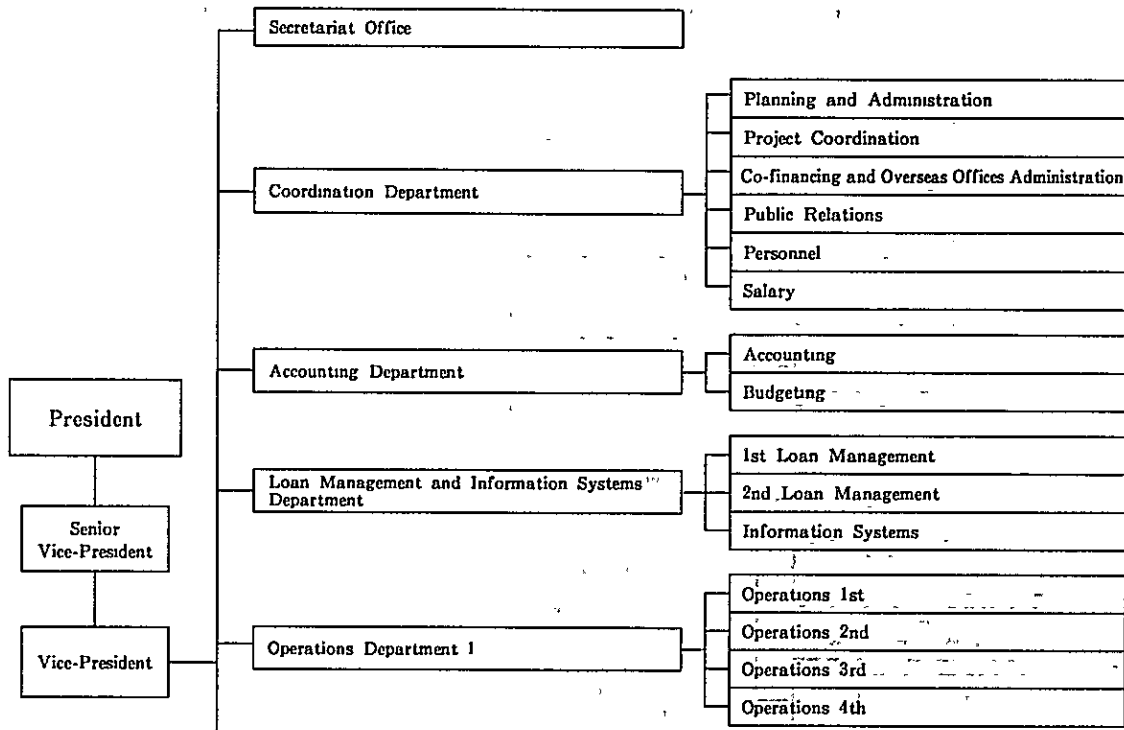 Secretariat Office
Planning and Administration
Project Coordination
Co-financing and Overseas Offices Administration
Coordination Department
Public Relations
Personnel
Salary
Accounting
Accounting Department
Budgeting
President
1st Loan Management
Loan Management and Information Systems
Department
2nd Loan Management
Information Systems
Senior
Vice-President
Operations 1st
Operations 2nd
Operations Department 1
Vice-President
Operations 3rd
Operations 4th